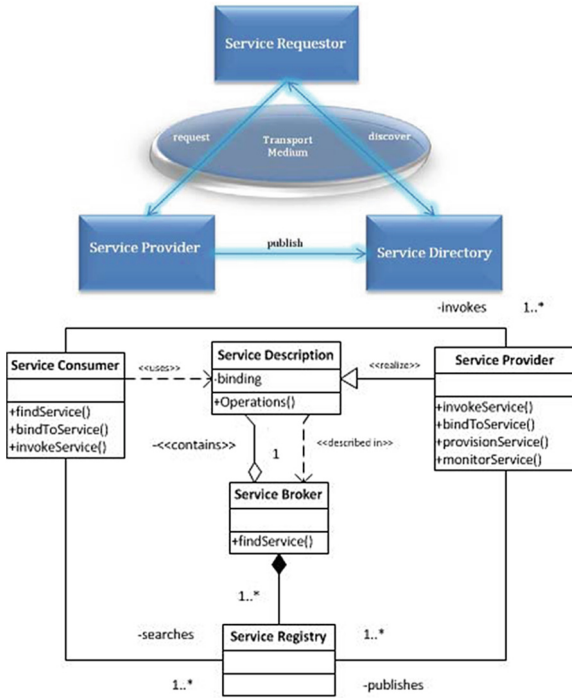 Service Requestor
request
Transport
Medium
discover
Service Provider
publish
Service Directory
-invokes 1..*
Service Consumer
+findService()
+bindToService()
+invokeService()
<<uses>>
Service Description
-binding
+Operations()
<<realize>>
Service Provider
+invokeService()
+bindToService()
+provisionService()
+monitorService()
-<<contains>>
1
<<described in>>
Service Broker
+findService()
1..*
-searches
Service Registry
1..*
1..*
-publishes